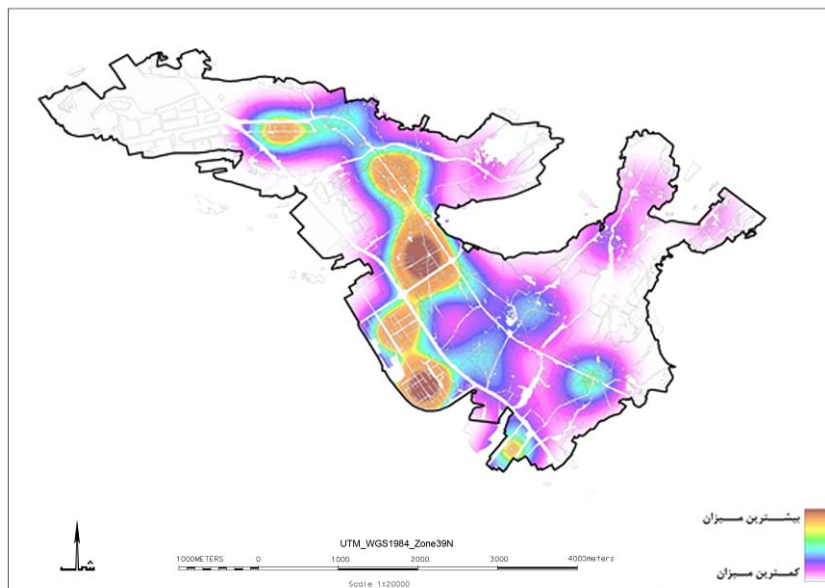 بیشترین میزان
کمترین میزان
UTM_WGS1984_Zone39N
1000METERS 0 1000 2000 3000 4000meters
Scale 1:20000
شمال